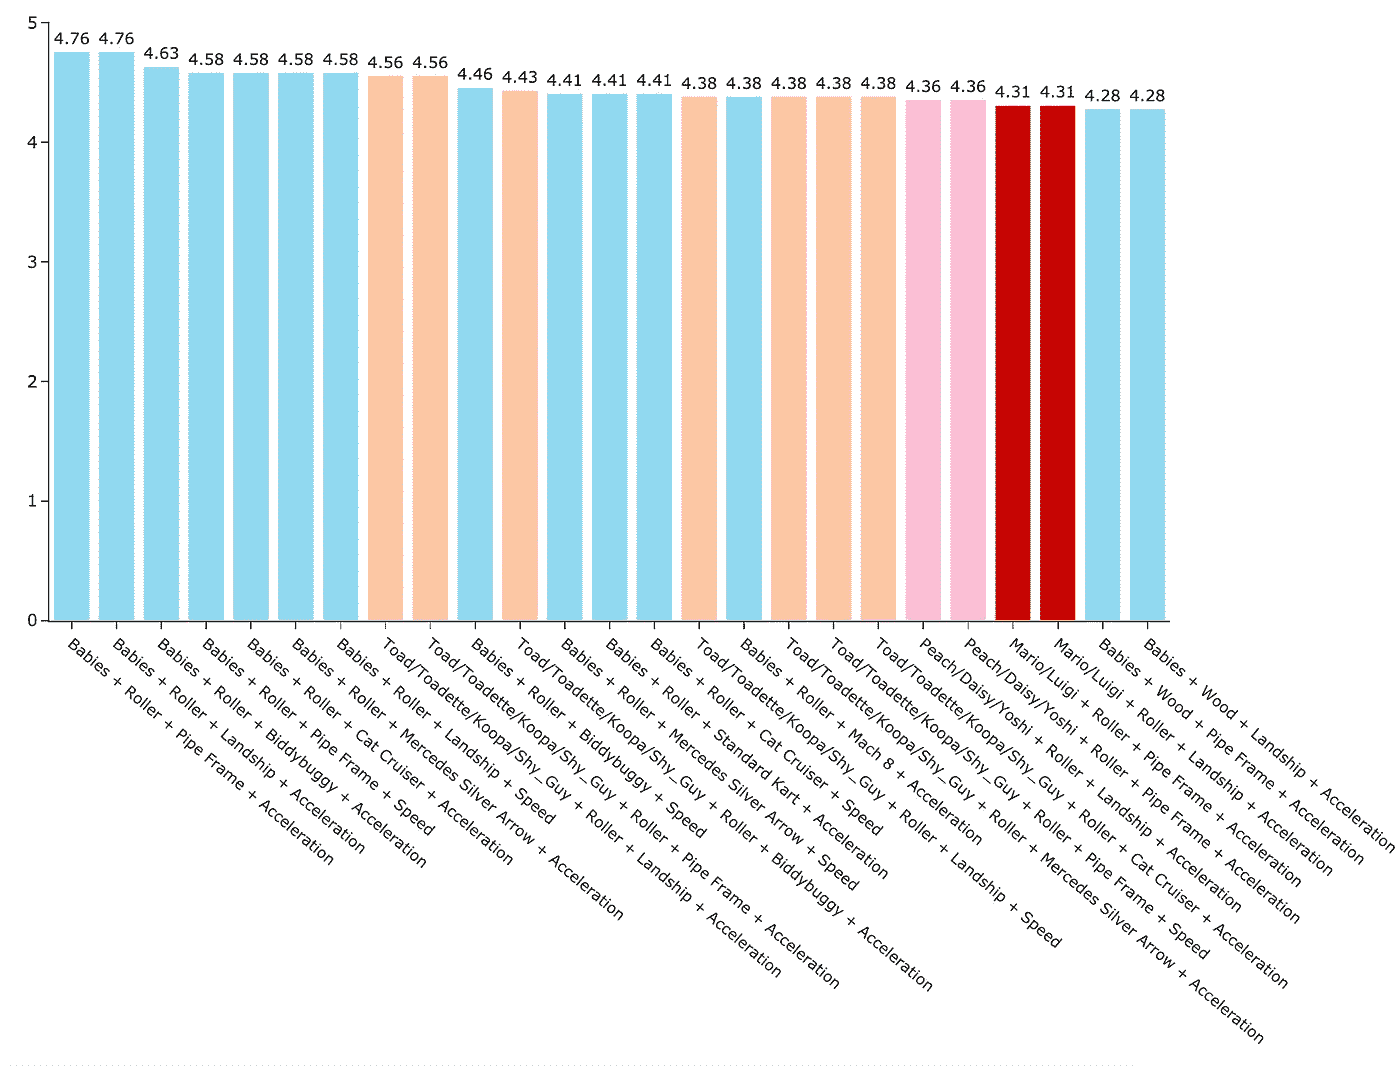 5
4.76 4.76 4.63 4.58 4.58 4.58 4.58 4.56 4.56 4.46 4.43 4.41 4.41 4.41 4.38 4.38 4.38 4.38 4.38 4.36 4.36 4.31 4.31 4.28 4.28
4
3
2
1
0
Babies + Roller + Pipe Frame + Acceleration
Babies + Roller + Landship + Acceleration
Babies + Roller + Biddybuggy + Acceleration
Babies + Roller + Pipe Frame + Speed
Babies + Roller + Cat Cruiser + Acceleration
Babies + Roller + Mercedes Silver Arrow + Acceleration
Babies + Roller + Landship + Speed
Toad/Toadette/Koopa/Shy_Guy + Roller + Landship + Acceleration
Toad/Toadette/Koopa/Shy_Guy + Roller + Pipe Frame + Acceleration
Babies + Roller + Biddybuggy + Speed
Toad/Toadette/Koopa/Shy_Guy + Roller + Biddybuggy + Acceleration
Babies + Roller + Mercedes Silver Arrow + Speed
Babies + Roller + Standard Kart + Acceleration
Babies + Roller + Cat Cruiser + Speed
Toad/Toadette/Koopa/Shy_Guy + Roller + Landship + Speed
Babies + Roller + Mach 8 + Acceleration
Toad/Toadette/Koopa/Shy_Guy + Roller + Mercedes Silver Arrow + Acceleration
Toad/Toadette/Koopa/Shy_Guy + Roller + Pipe Frame + Speed
Toad/Toadette/Koopa/Shy_Guy + Roller + Cat Cruiser + Acceleration
Peach/Daisy/Yoshi + Roller + Landship + Acceleration
Peach/Daisy/Yoshi + Roller + Pipe Frame + Acceleration
Mario/Luigi + Roller + Pipe Frame + Acceleration
Mario/Luigi + Roller + Landship + Acceleration
Babies + Wood + Pipe Frame + Acceleration
Babies + Wood + Landship + Acceleration